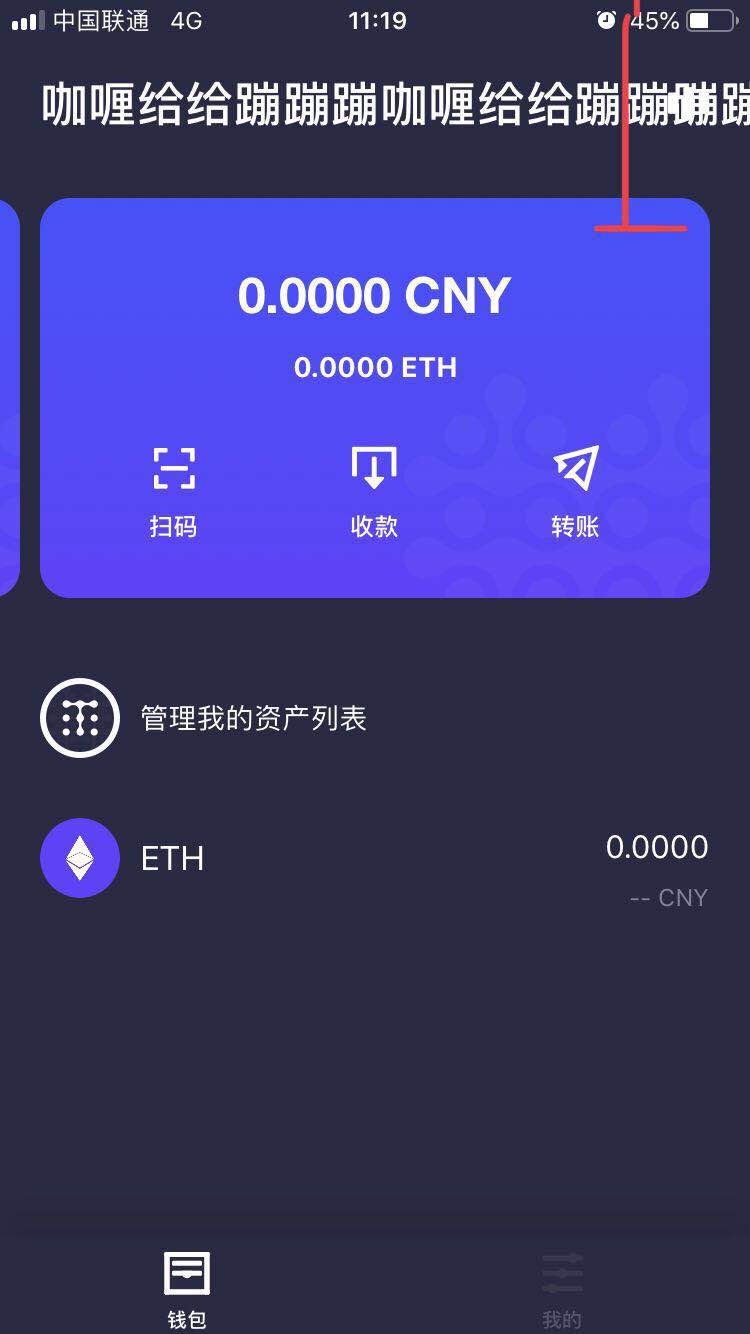 中国联通 4G 11:19 45%
咖喱给给蹦蹦蹦咖喱给给蹦蹦蹦蹦
0.0000 CNY
0.0000 ETH
扫码 收款 转账
管理我的资产列表
ETH 0.0000
-- CNY
钱包 我的